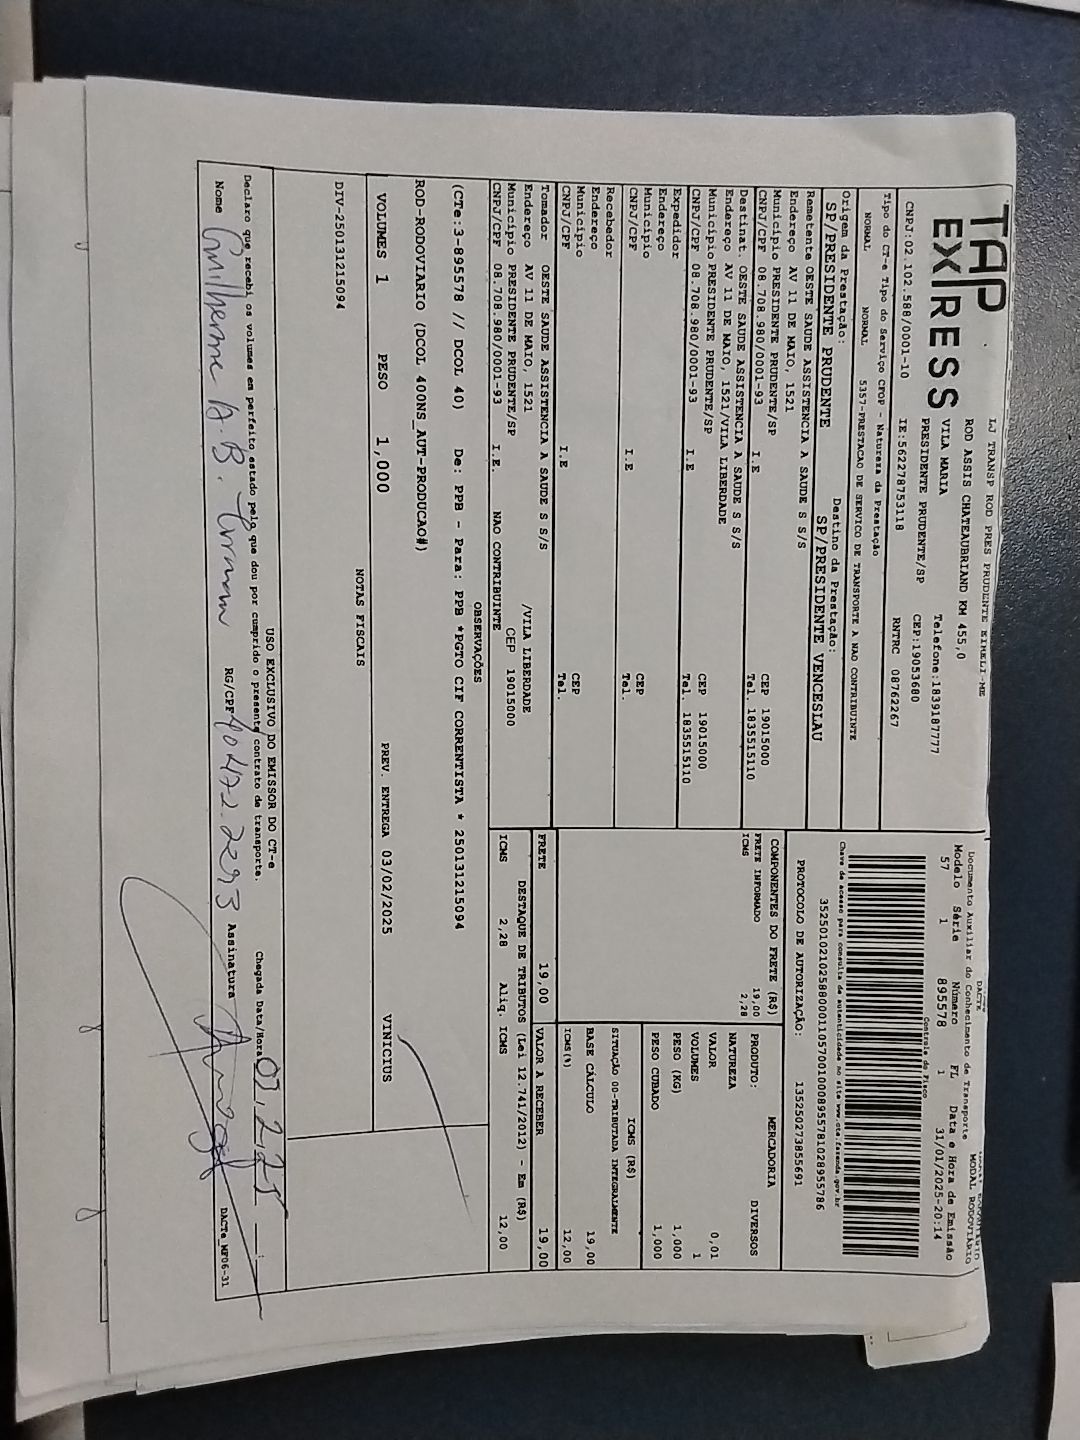 TAP
EXPRESS
LJ TRANSP ROD PRES PRUDENTE EIRELI-ME
ROD ASSIS CHATEAUBRIAND KM 455,0
VILA MARIA Telefone:1839187777
PRESIDENTE PRUDENTE/SP CEP:19053680
CNPJ:02.102.588/0001-10 IE:562278753118 RNTRC 08762267
Tipo do CT-e Tipo do Serviço CFOP - Natureza da Prestação
NORMAL NORMAL 5357-PRESTACAO DE SERVICO DE TRANSPORTE A NAO CONTRIBUINTE
Origem da Prestação: Destino da Prestação:
SP/PRESIDENTE PRUDENTE SP/PRESIDENTE VENCESLAU
Remetente OESTE SAUDE ASSISTENCIA A SAUDE S S/S
Endereço AV 11 DE MAIO, 1521
Município PRESIDENTE PRUDENTE/SP CEP 19015000
CNPJ/CPF 08.708.980/0001-93 I.E Tel. 1835515110
Destinat. OESTE SAUDE ASSISTENCIA A SAUDE S S/S
Endereço AV 11 DE MAIO, 1521/VILA LIBERDADE
Município PRESIDENTE PRUDENTE/SP CEP 19015000
CNPJ/CPF 08.708.980/0001-93 I.E Tel. 1835515110
Expedidor
Endereço
Município CEP
CNPJ/CPF I.E Tel.
Recebedor
Endereço
Município CEP
CNPJ/CPF I.E Tel.
Tomador OESTE SAUDE ASSISTENCIA A SAUDE S S/S
Endereço AV 11 DE MAIO, 1521 /VILA LIBERDADE
Município PRESIDENTE PRUDENTE/SP CEP 19015000
CNPJ/CPF 08.708.980/0001-93 I.E. NAO CONTRIBUINTE
DACTE
Documento Auxiliar do Conhecimento de Transporte
MODAL RODOVIÁRIO
Modelo Série Número FL Data e Hora de Emissão
57 1 895578 1 31/01/2025-20:14
Controle do Fisco
Chave de acesso para consulta de autenticidade no site www.cte.fazenda.gov.br
35250102102588000110570010008955781028955786
PROTOCOLO DE AUTORIZAÇÃO: 135250273855691
COMPONENTES DO FRETE (R$)
FRETE INFORMADO 19,00
ICMS 2,28
MERCADORIA
PRODUTO: DIVERSOS
NATUREZA
VALOR 0,01
VOLUMES 1
PESO (KG) 1,000
PESO CUBADO 1,000
ICMS (R$)
SITUAÇÃO 00-TRIBUTADA INTEGRALMENTE
BASE CÁLCULO 19,00
ICMS(%) 12,00
FRETE 19,00 VALOR A RECEBER 19,00
DESTAQUE DE TRIBUTOS (Lei 12.741/2012) - Em (R$)
ICMS 2,28 Aliq. ICMS 12,00
OBSERVAÇÕES
(CTe:3-895578 // DCOL 40) De: PPB - Para: PPB *PGTO CIF CORRENTISTA * 2501312115094
ROD-RODOVIARIO (DCOL 400NS_AUT-PRODUCAO#)
VOLUMES 1 PESO 1,000 PREV. ENTREGA 03/02/2025 VINICIUS
NOTAS FISCAIS
DIV-2501312115094
USO EXCLUSIVO DO EMISSOR DO CT-e
Declaro que recebi os volumes em perfeito estado pelo que dou por cumprido o presente contrato de transporte. Chegada Data/Hora
Nome Guilherme A.B. RG/CPF Assinatura
DACTe_MF06-31